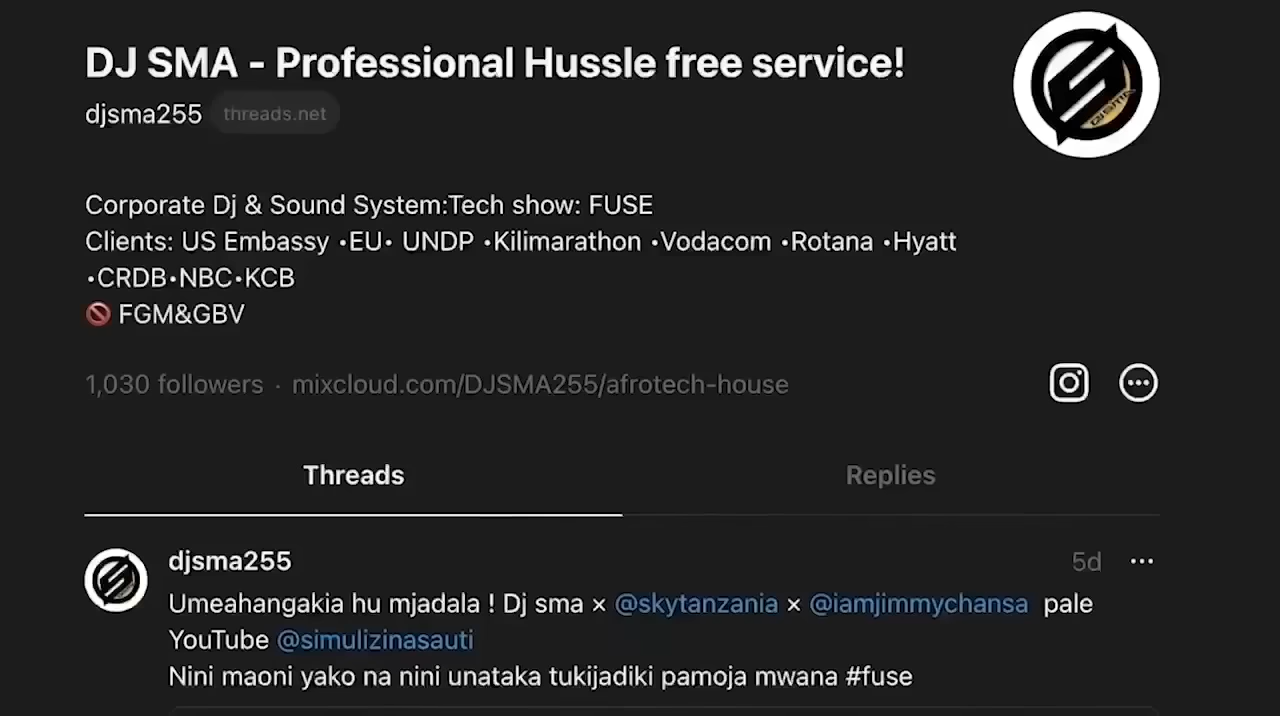 DJ SMA - Professional Hussle free service!
djsma255 threads.net
Corporate Dj & Sound System:Tech show: FUSE
Clients: US Embassy •EU• UNDP •Kilimarathon •Vodacom •Rotana •Hyatt
•CRDB•NBC•KCB
🚫 FGM&GBV
1,030 followers · mixcloud.com/DJSMA255/afrotech-house
Threads Replies
djsma255 5d
Umeahangakia hu mjadala ! Dj sma × @skytanzania × @iamjimmychansa pale
YouTube @simulizinasauti
Nini maoni yako na nini unataka tukijadiki pamoja mwana #fuse